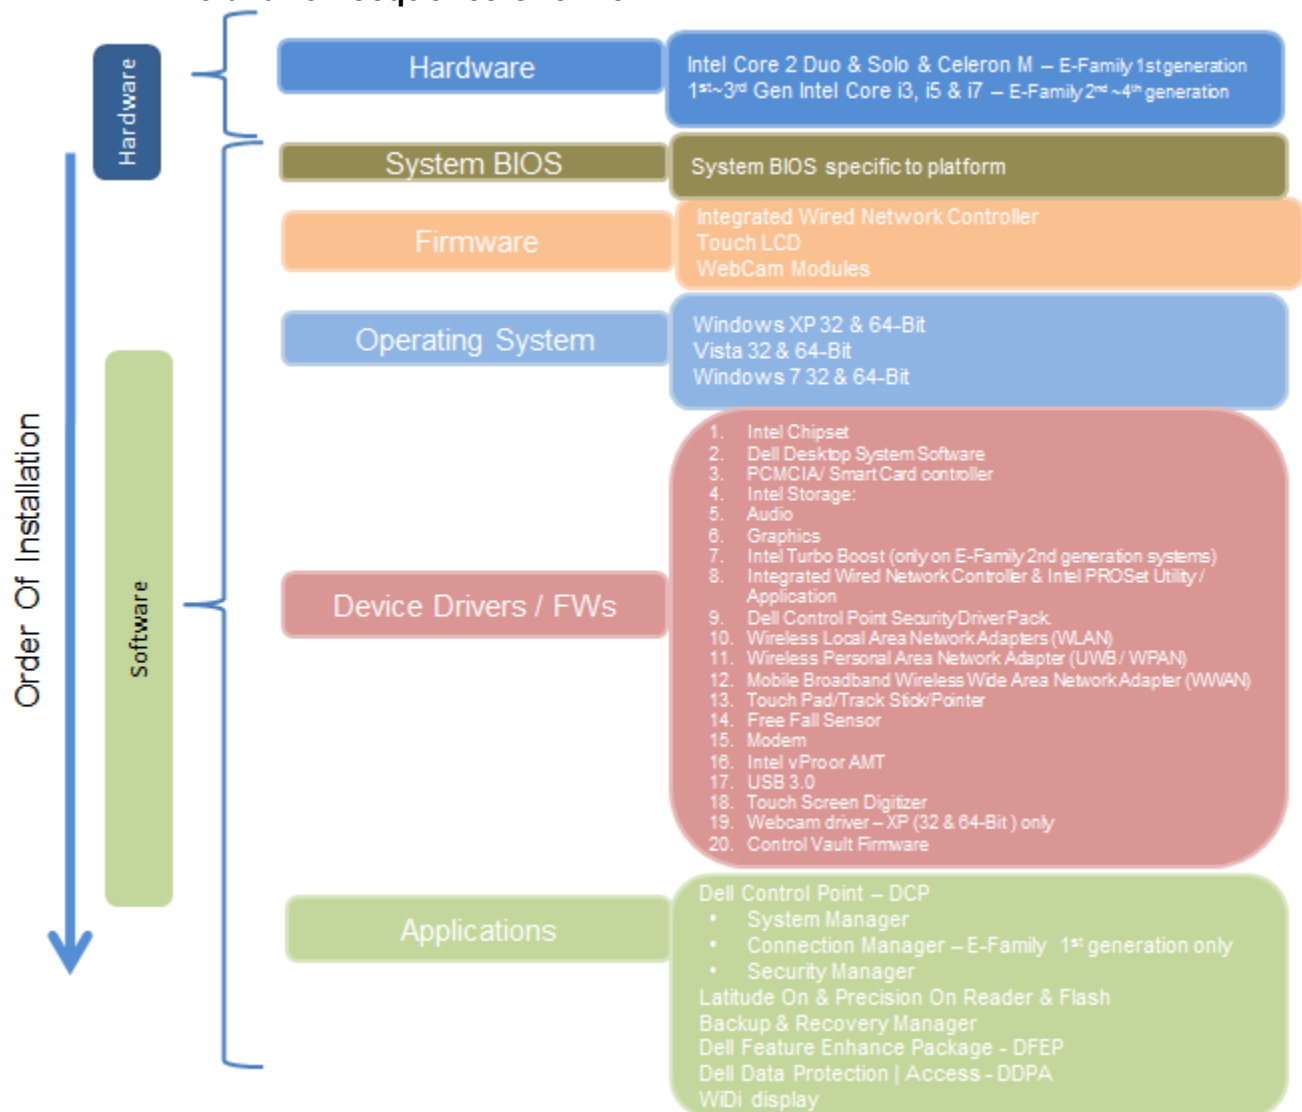 Order Of Installation
Hardware
Software
Hardware
Intel Core 2 Duo & Solo & Celeron M – E-Family 1st generation
1st~3rd Gen Intel Core i3, i5 & i7 – E-Family 2nd ~4th generation
System BIOS
System BIOS specific to platform
Firmware
Integrated Wired Network Controller
Touch LCD
WebCam Modules
Operating System
Windows XP 32 & 64-Bit
Vista 32 & 64-Bit
Windows 7 32 & 64-Bit
Device Drivers / FWs
1. Intel Chipset
2. Dell Desktop System Software
3. PCMCIA/ Smart Card controller
4. Intel Storage:
5. Audio
6. Graphics
7. Intel Turbo Boost (only on E-Family 2nd generation systems)
8. Integrated Wired Network Controller & Intel PROSet Utility /
Application
9. Dell Control Point Security Driver Pack.
10. Wireless Local Area Network Adapters (WLAN)
11. Wireless Personal Area Network Adapter (UWB / WPAN)
12. Mobile Broadband Wireless Wide Area Network Adapter (WWAN)
13. Touch Pad/Track Stick/Pointer
14. Free Fall Sensor
15. Modem
16. Intel vProor AMT
17. USB 3.0
18. Touch Screen Digitizer
19. Webcam driver – XP (32 & 64-Bit ) only
20. Control Vault Firmware
Applications
Dell Control Point – DCP
• System Manager
• Connection Manager – E-Family 1st generation only
• Security Manager
Latitude On & Precision On Reader & Flash
Backup & Recovery Manager
Dell Feature Enhance Package - DFEP
Dell Data Protection | Access - DDPA
WiDi display